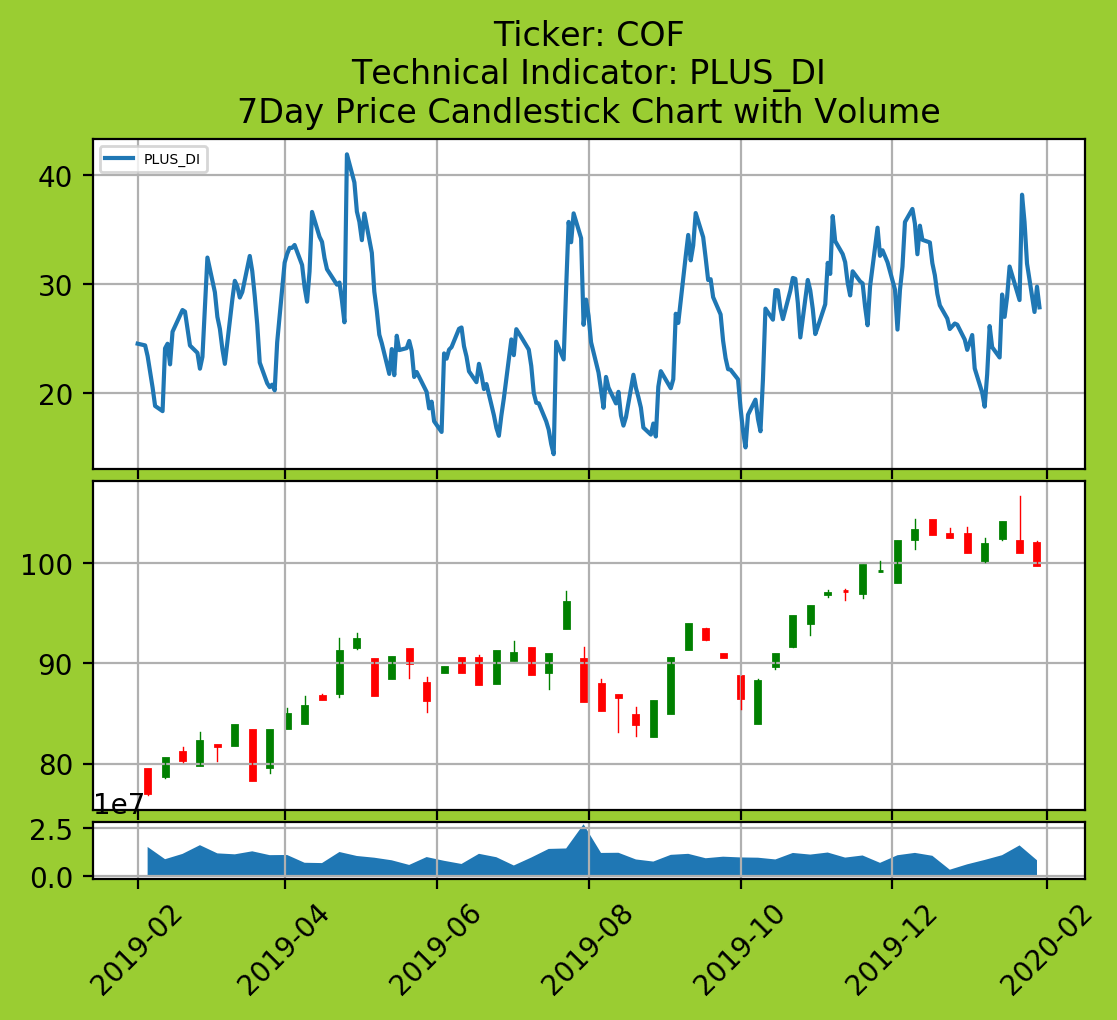 Ticker: COF
Technical Indicator: PLUS_DI
7Day Price Candlestick Chart with Volume
PLUS_DI
40
30
20
100
90
80
1e7
2.5
0.0
2019-02 2019-04 2019-06 2019-08 2019-10 2019-12 2020-02